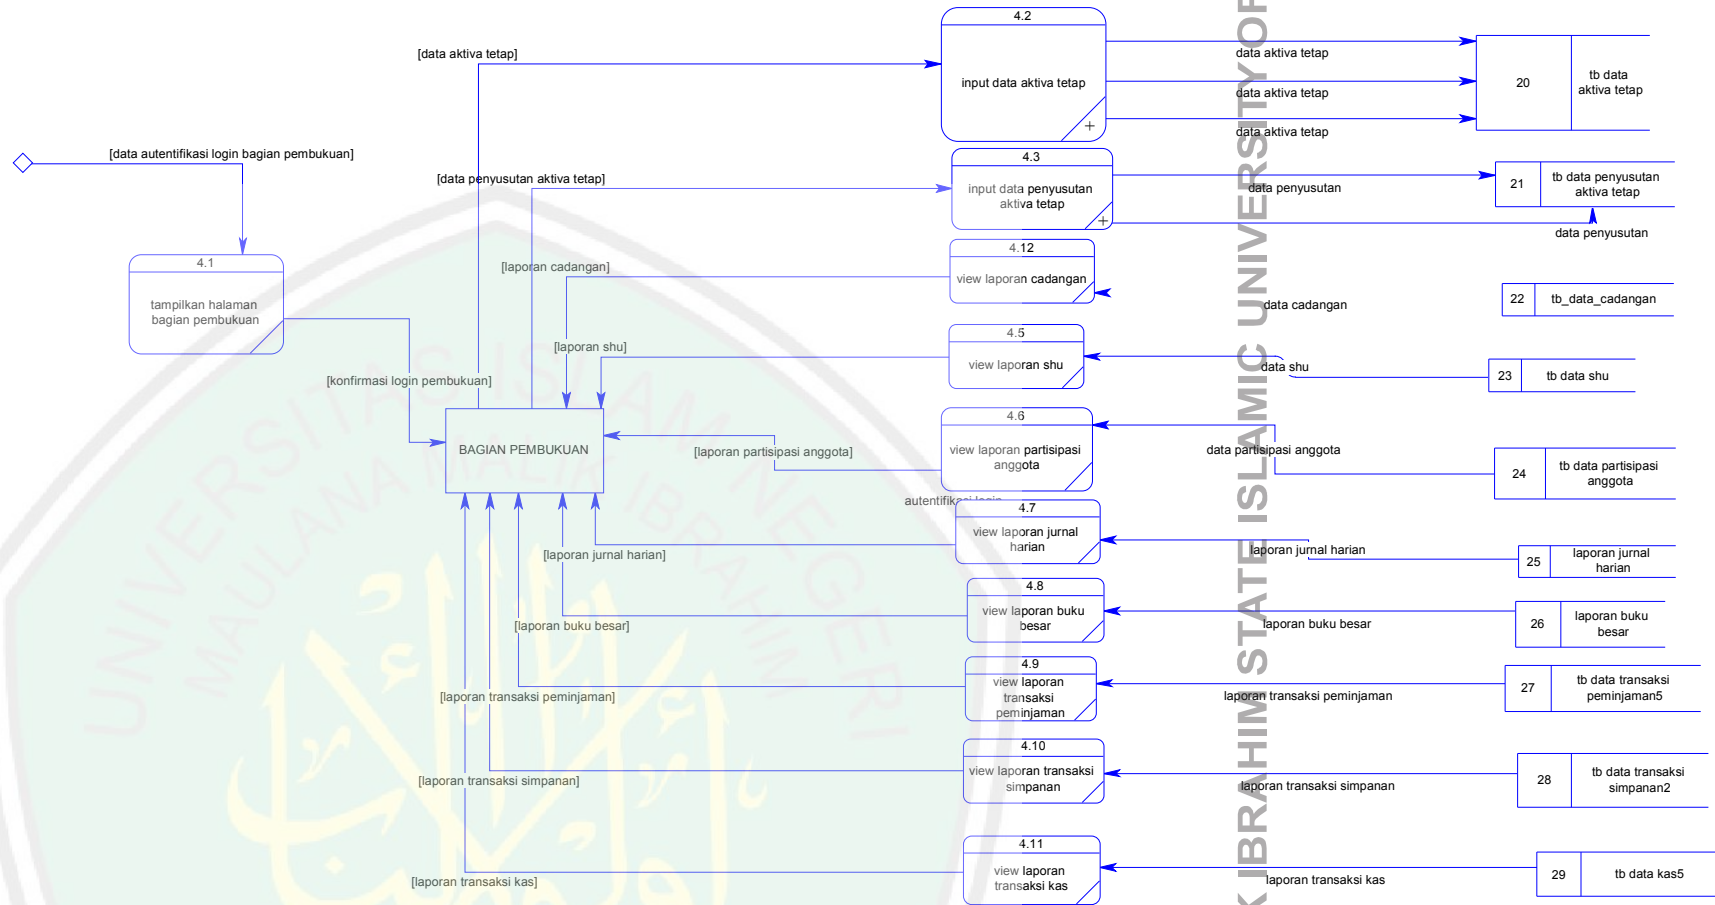 4.2
[data aktiva tetap]
input data aktiva tetap
+
data aktiva tetap
data aktiva tetap
data aktiva tetap
20
tb data
aktiva tetap
[data autentifikasi login bagian pembukuan]
4.3
[data penyusutan aktiva tetap]
input data penyusutan
aktiva tetap
+
data penyusutan
21
tb data penyusutan
aktiva tetap
data penyusutan
4.1
tampilkan halaman
bagian pembukuan
4.12
[laporan cadangan]
view laporan cadangan
data cadangan
22
tb_data_cadangan
4.5
[laporan shu]
view laporan shu
data shu
23
tb data shu
[konfirmasi login pembukuan]
BAGIAN PEMBUKUAN
4.6
[laporan partisipasi anggota]
view laporan partisipasi
anggota
data partisipasi anggota
24
tb data partisipasi
anggota
autentifikasi login
4.7
view laporan jurnal
harian
[laporan jurnal harian]
laporan jurnal harian
25
laporan jurnal
harian
4.8
view laporan buku
besar
[laporan buku besar]
laporan buku besar
26
laporan buku
besar
4.9
view laporan
transaksi
peminjaman
[laporan transaksi peminjaman]
laporan transaksi peminjaman
27
tb data transaksi
peminjaman5
4.10
view laporan transaksi
simpanan
[laporan transaksi simpanan]
laporan transaksi simpanan
28
tb data transaksi
simpanan2
4.11
view laporan
transaksi kas
[laporan transaksi kas]
laporan transaksi kas
29
tb data kas5
UNIVERSITAS ISLAM NEGERI
MAULANA MALIK IBRAHIM
K IBRAHIM STATE ISLAMIC UNIVERSITY OF